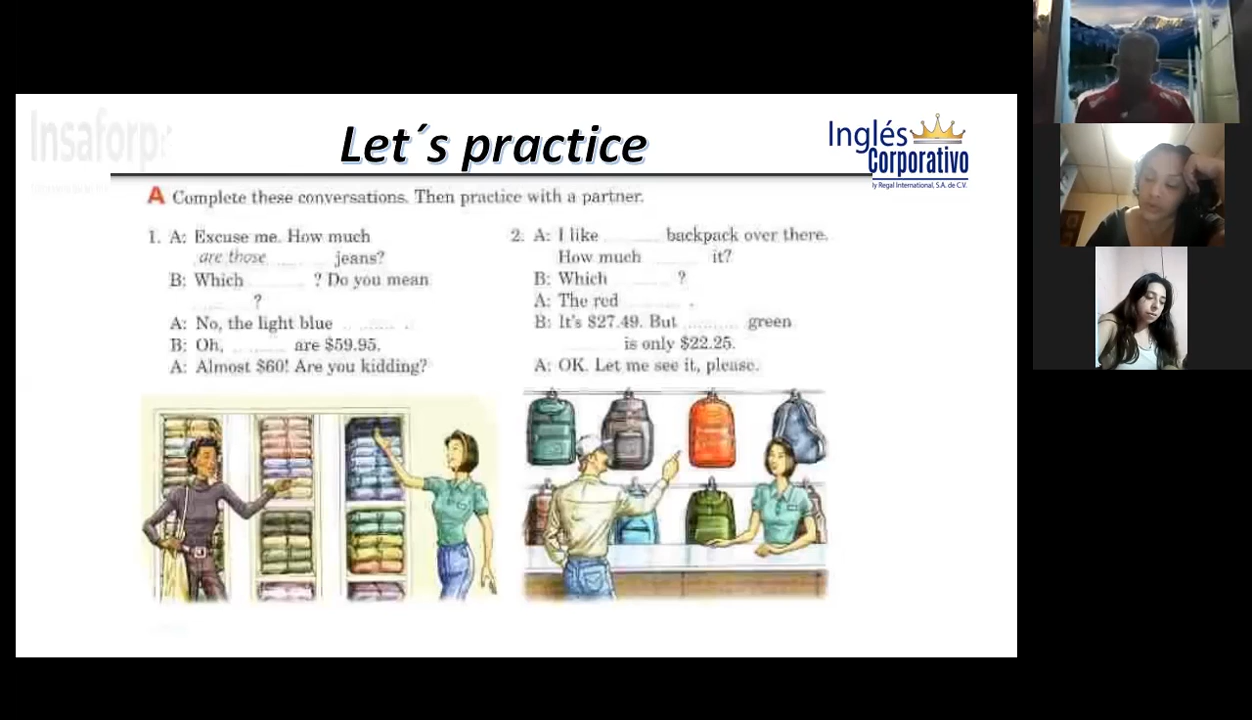 Insaforp
Let´s practice
Inglés
Corporativo
by Regal International, S.A. de C.V.
A Complete these conversations. Then practice with a partner.
1. A: Excuse me. How much
are those jeans?
B: Which ? Do you mean
?
A: No, the light blue .
B: Oh, are $59.95.
A: Almost $60! Are you kidding?
2. A: I like backpack over there.
How much it?
B: Which ?
A: The red .
B: It's $27.49. But green
is only $22.25.
A: OK. Let me see it, please.